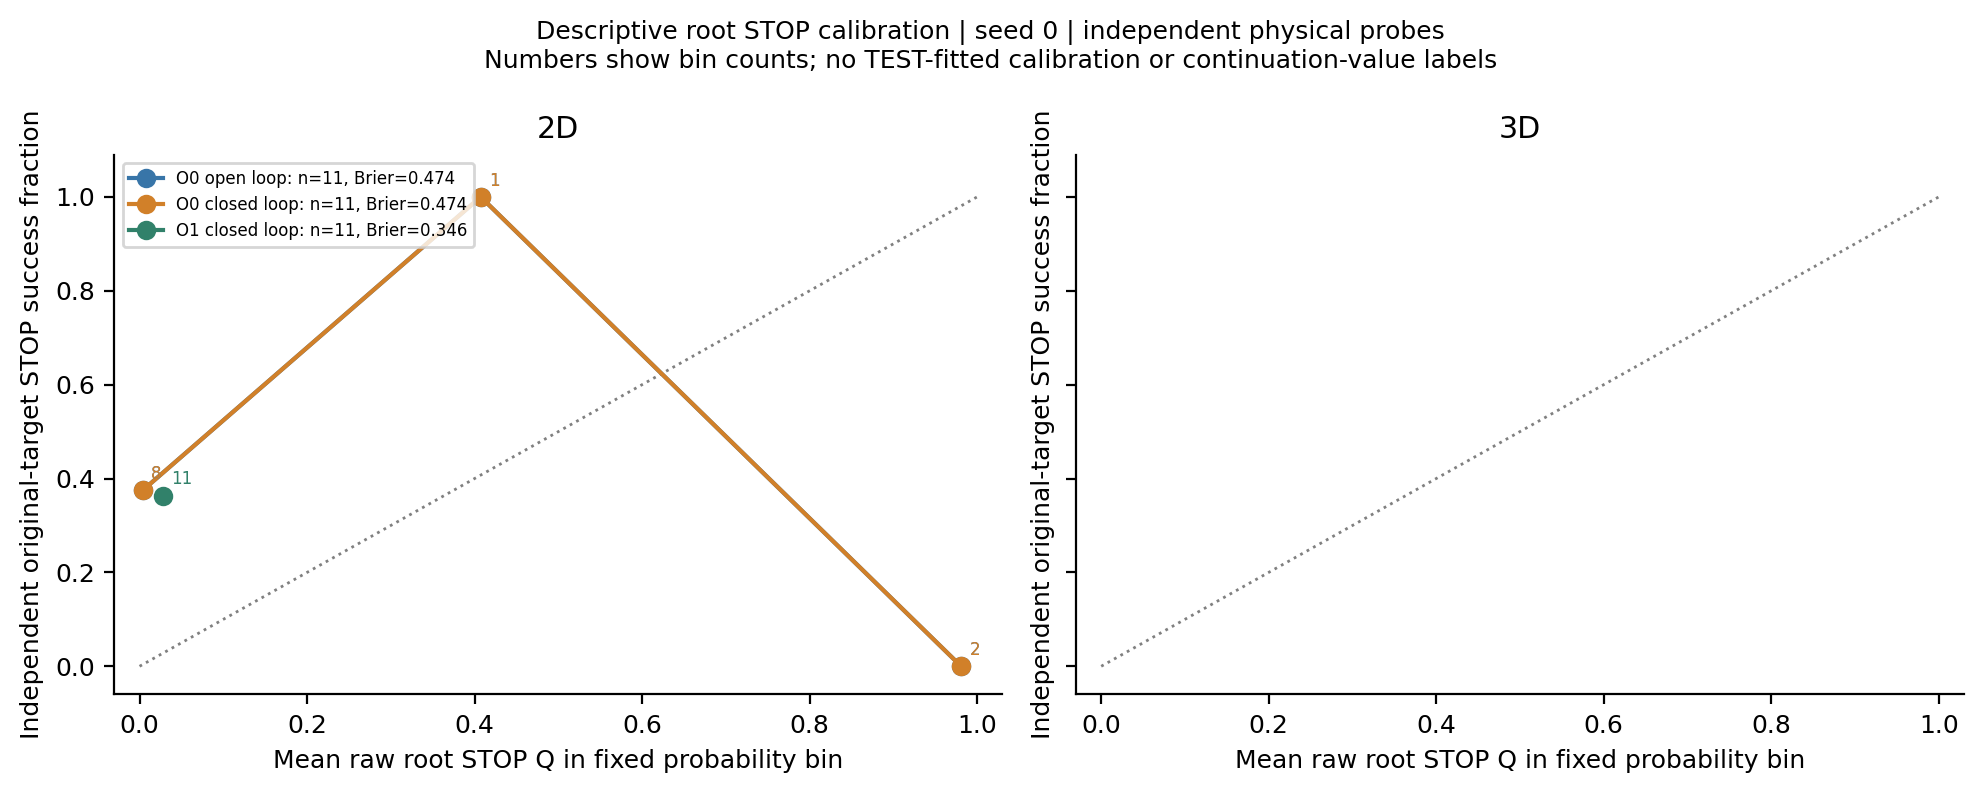 Descriptive root STOP calibration | seed 0 | independent physical probes
Numbers show bin counts; no TEST-fitted calibration or continuation-value labels
2D
Independent original-target STOP success fraction
1.0
0.8
0.6
0.4
0.2
0.0
O0 open loop: n=11, Brier=0.474
O0 closed loop: n=11, Brier=0.474
O1 closed loop: n=11, Brier=0.346
1
8
11
2
0.0 0.2 0.4 0.6 0.8 1.0
Mean raw root STOP Q in fixed probability bin
3D
Independent original-target STOP success fraction
0.0 0.2 0.4 0.6 0.8 1.0
Mean raw root STOP Q in fixed probability bin